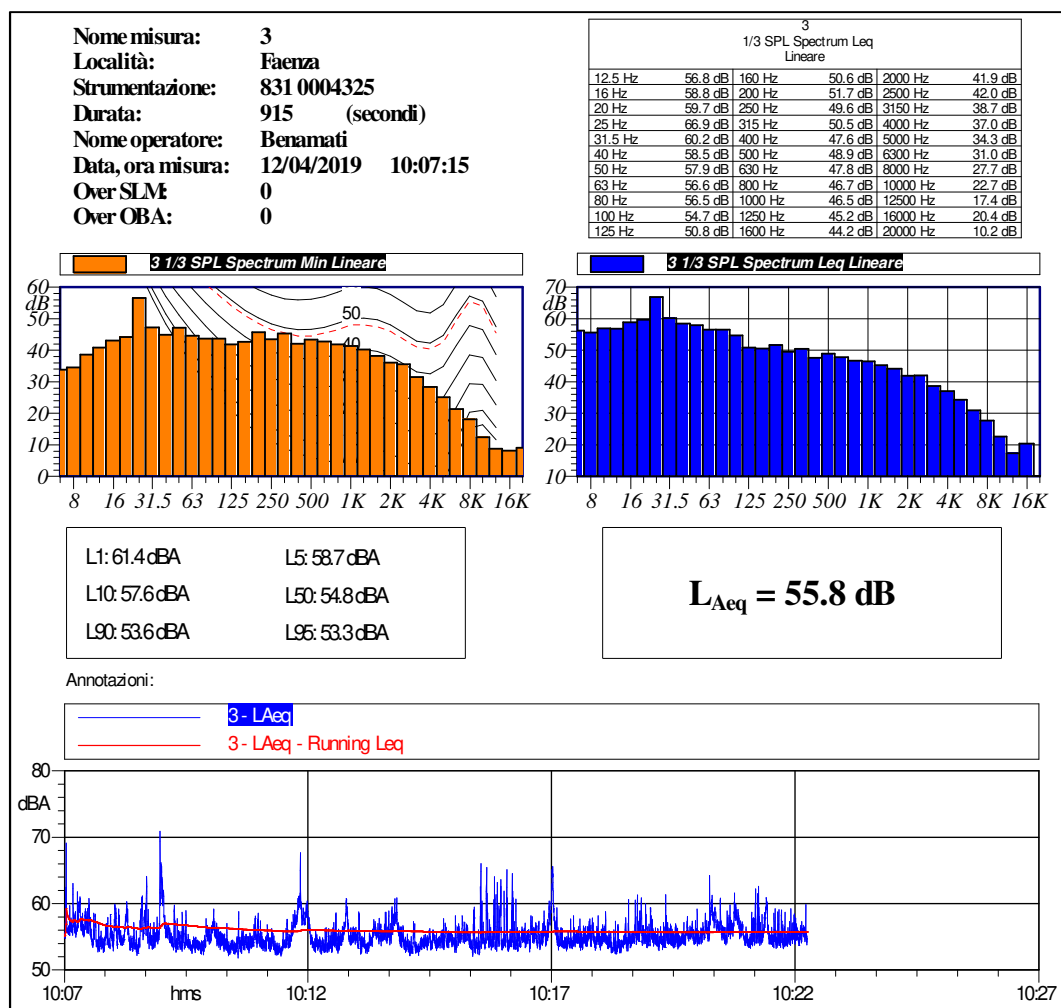 Nome misura: 3
Località: Faenza
Strumentazione: 831 0004325
Durata: 915 (secondi)
Nome operatore: Benamati
Data, ora misura: 12/04/2019 10:07:15
Over SLM: 0
Over OBA: 0
3
1/3 SPL Spectrum Leq
Lineare
12.5 Hz 56.8 dB 160 Hz 50.6 dB 2000 Hz 41.9 dB
16 Hz 58.8 dB 200 Hz 51.7 dB 2500 Hz 42.0 dB
20 Hz 59.7 dB 250 Hz 49.6 dB 3150 Hz 38.7 dB
25 Hz 66.9 dB 315 Hz 50.5 dB 4000 Hz 37.0 dB
31.5 Hz 60.2 dB 400 Hz 47.6 dB 5000 Hz 34.3 dB
40 Hz 58.5 dB 500 Hz 48.9 dB 6300 Hz 31.0 dB
50 Hz 57.9 dB 630 Hz 47.8 dB 8000 Hz 27.7 dB
63 Hz 56.6 dB 800 Hz 46.7 dB 10000 Hz 22.7 dB
80 Hz 56.5 dB 1000 Hz 46.5 dB 12500 Hz 17.4 dB
100 Hz 54.7 dB 1250 Hz 45.2 dB 16000 Hz 20.4 dB
125 Hz 50.8 dB 1600 Hz 44.2 dB 20000 Hz 10.2 dB
3 1/3 SPL Spectrum Min Lineare
60
dB
50
40
30
20
10
0
50
8 16 31.5 63 125 250 500 1K 2K 4K 8K 16K
3 1/3 SPL Spectrum Leq Lineare
70
dB
60
50
40
30
20
10
8 16 31.5 63 125 250 500 1K 2K 4K 8K 16K
L1: 61.4 dBA L5: 58.7 dBA
L10: 57.6 dBA L50: 54.8 dBA
L90: 53.6 dBA L95: 53.3 dBA
LAeq = 55.8 dB
Annotazioni:
3 - LAeq
3 - LAeq - Running Leq
80
dBA
70
60
50
10:07 hms 10:12 10:17 10:22 10:27